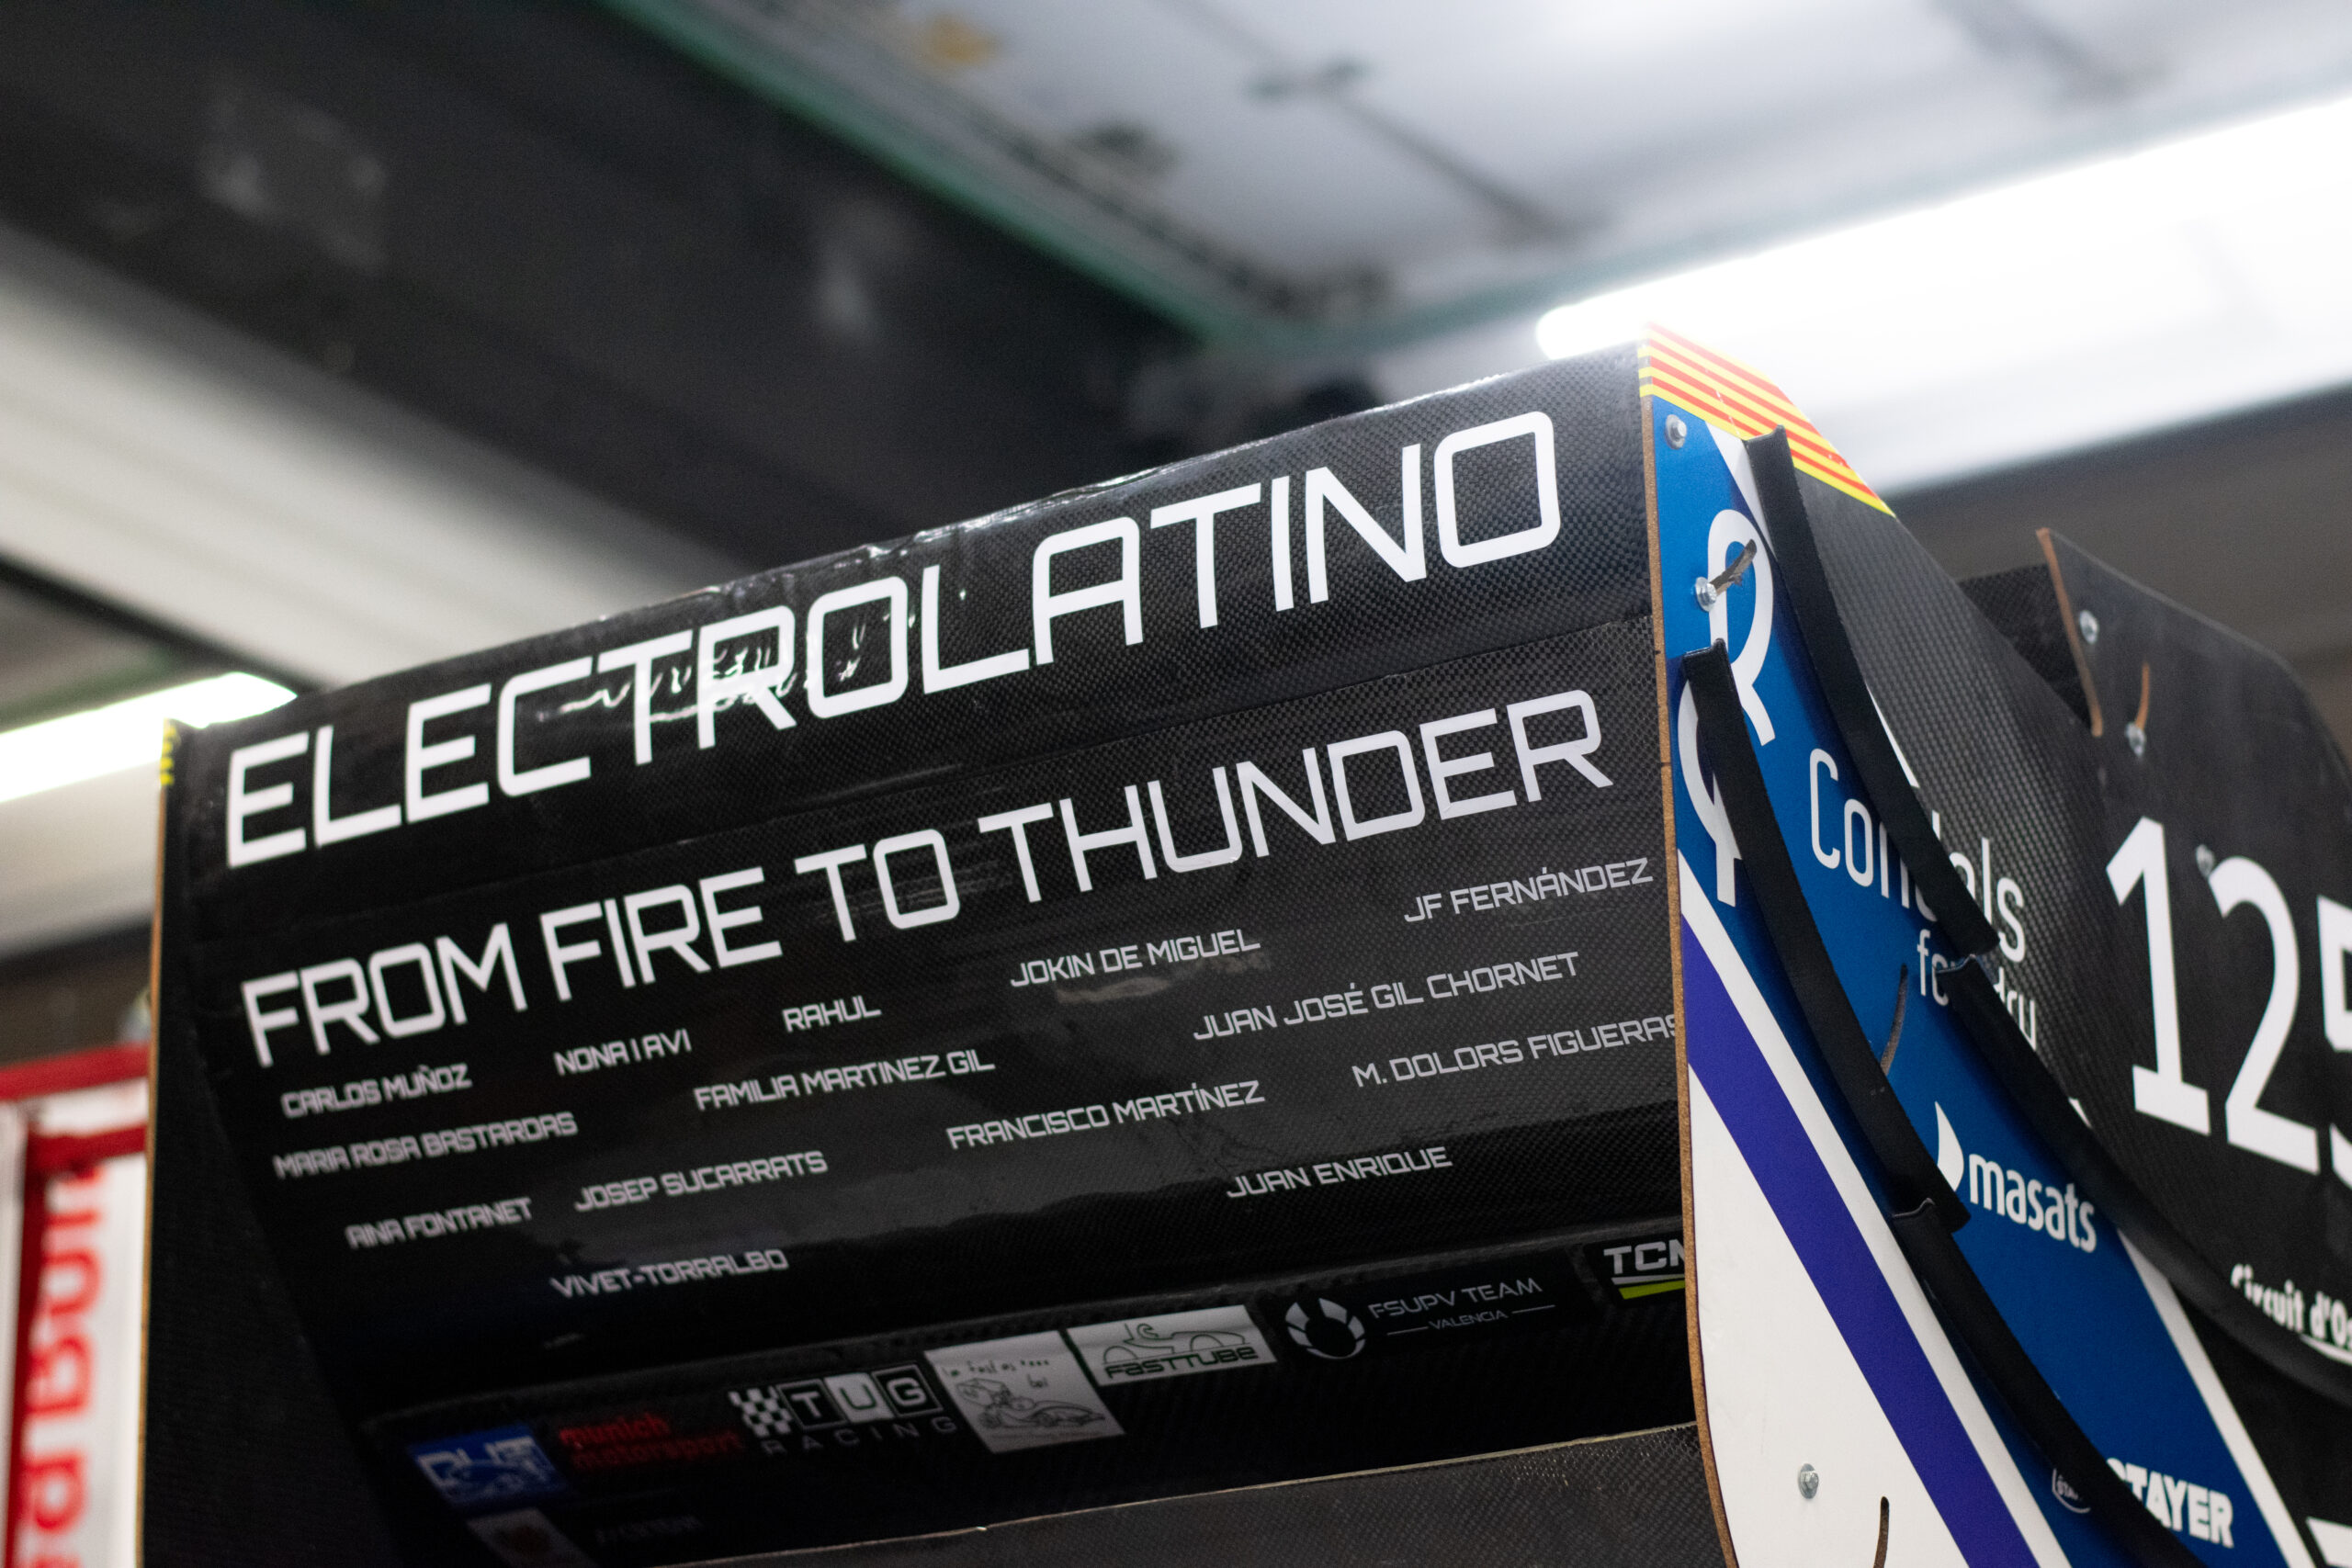 ELECTROLATINO
FROM FIRE TO THUNDER
JF FERNÁNDEZ
JOKIN DE MIGUEL
RAHUL
NONA I AVI
CARLOS MUÑOZ
JUAN JOSÉ GIL CHORNET
FAMILIA MARTINEZ GIL
MARIA ROSA BASTARDAS
M. DOLORS FIGUERAS
FRANCISCO MARTÍNEZ
JOSEP SUCARRATS
AINA FONTANET
JUAN ENRIQUE
VIVET-TORRALBO
TCM
FSUPV TEAM
VALENCIA
FASTTUBE
TUG
RACING
munich
motorsport
125
masats
STAYER
Circuit d'Os